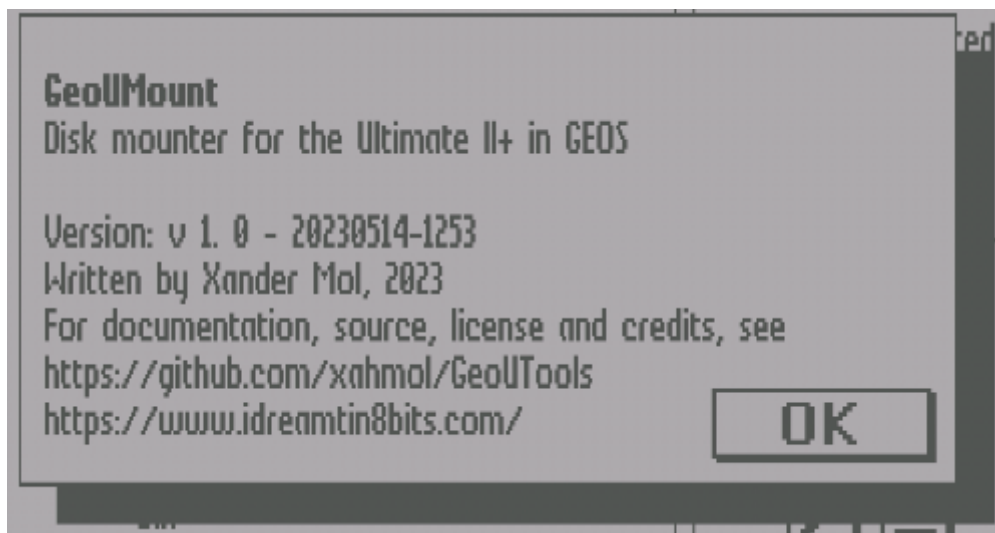 GeoUMount
Disk mounter for the Ultimate II+ in GEOS
Version: v 1. 0 - 20230514-1253
Written by Xander Mol, 2023
For documentation, source, license and credits, see
https://github.com/xahmol/GeoUTools
https://www.idreamtin8bits.com/
OK